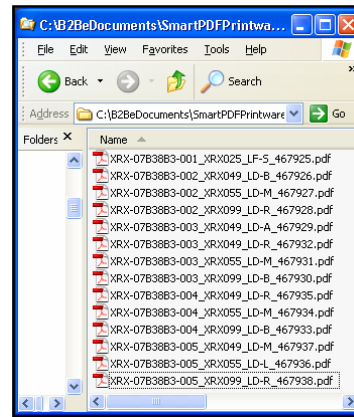 C:\B2BeDocuments\SmartPDFPrintwa...
File Edit View Favorites Tools Help
Back Search »
Address C:\B2BeDocuments\SmartPDFPrintware Go
Folders X Name
XRX-07B38B3-001_XRX025_LF-S_467925.pdf
XRX-07B38B3-002_XRX049_LD-B_467926.pdf
XRX-07B38B3-002_XRX055_LD-M_467927.pdf
XRX-07B38B3-002_XRX099_LD-R_467928.pdf
XRX-07B38B3-003_XRX049_LD-A_467929.pdf
XRX-07B38B3-003_XRX049_LD-R_467932.pdf
XRX-07B38B3-003_XRX055_LD-M_467931.pdf
XRX-07B38B3-003_XRX099_LD-B_467930.pdf
XRX-07B38B3-004_XRX049_LD-R_467935.pdf
XRX-07B38B3-004_XRX055_LD-M_467934.pdf
XRX-07B38B3-004_XRX099_LD-B_467933.pdf
XRX-07B38B3-005_XRX049_LD-M_467937.pdf
XRX-07B38B3-005_XRX055_LD-L_467936.pdf
XRX-07B38B3-005_XRX099_LD-R_467938.pdf